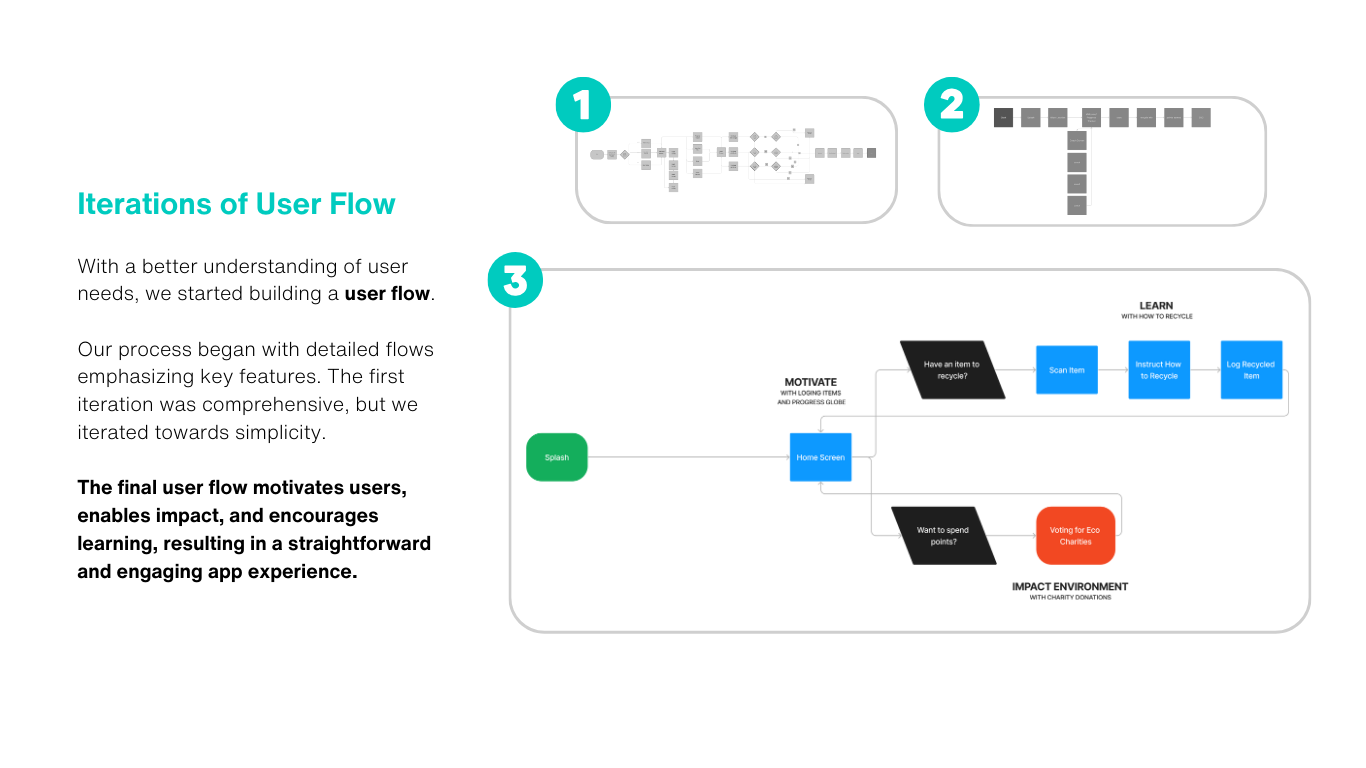 Iterations of User Flow
With a better understanding of user
needs, we started building a user flow.
Our process began with detailed flows
emphasizing key features. The first
iteration was comprehensive, but we
iterated towards simplicity.
The final user flow motivates users,
enables impact, and encourages
learning, resulting in a straightforward
and engaging app experience.
1
2
3
LEARN
WITH HOW TO RECYCLE
Have an item to
recycle?
Scan Item
Instruct How
to Recycle
Log Recycled
Item
MOTIVATE
WITH LOGING ITEMS
AND PROGRESS GLOBE
Splash
Home Screen
Want to spend
points?
Voting for Eco
Charities
IMPACT ENVIRONMENT
WITH CHARITY DONATIONS